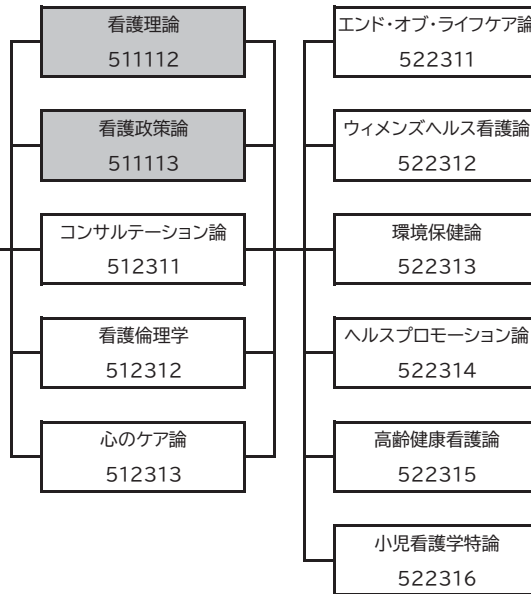 看護理論
511112
看護政策論
511113
コンサルテーション論
512311
看護倫理学
512312
心のケア論
512313
エンド・オブ・ライフケア論
522311
ウィメンズヘルス看護論
522312
環境保健論
522313
ヘルスプロモーション論
522314
高齢健康看護論
522315
小児看護学特論
522316